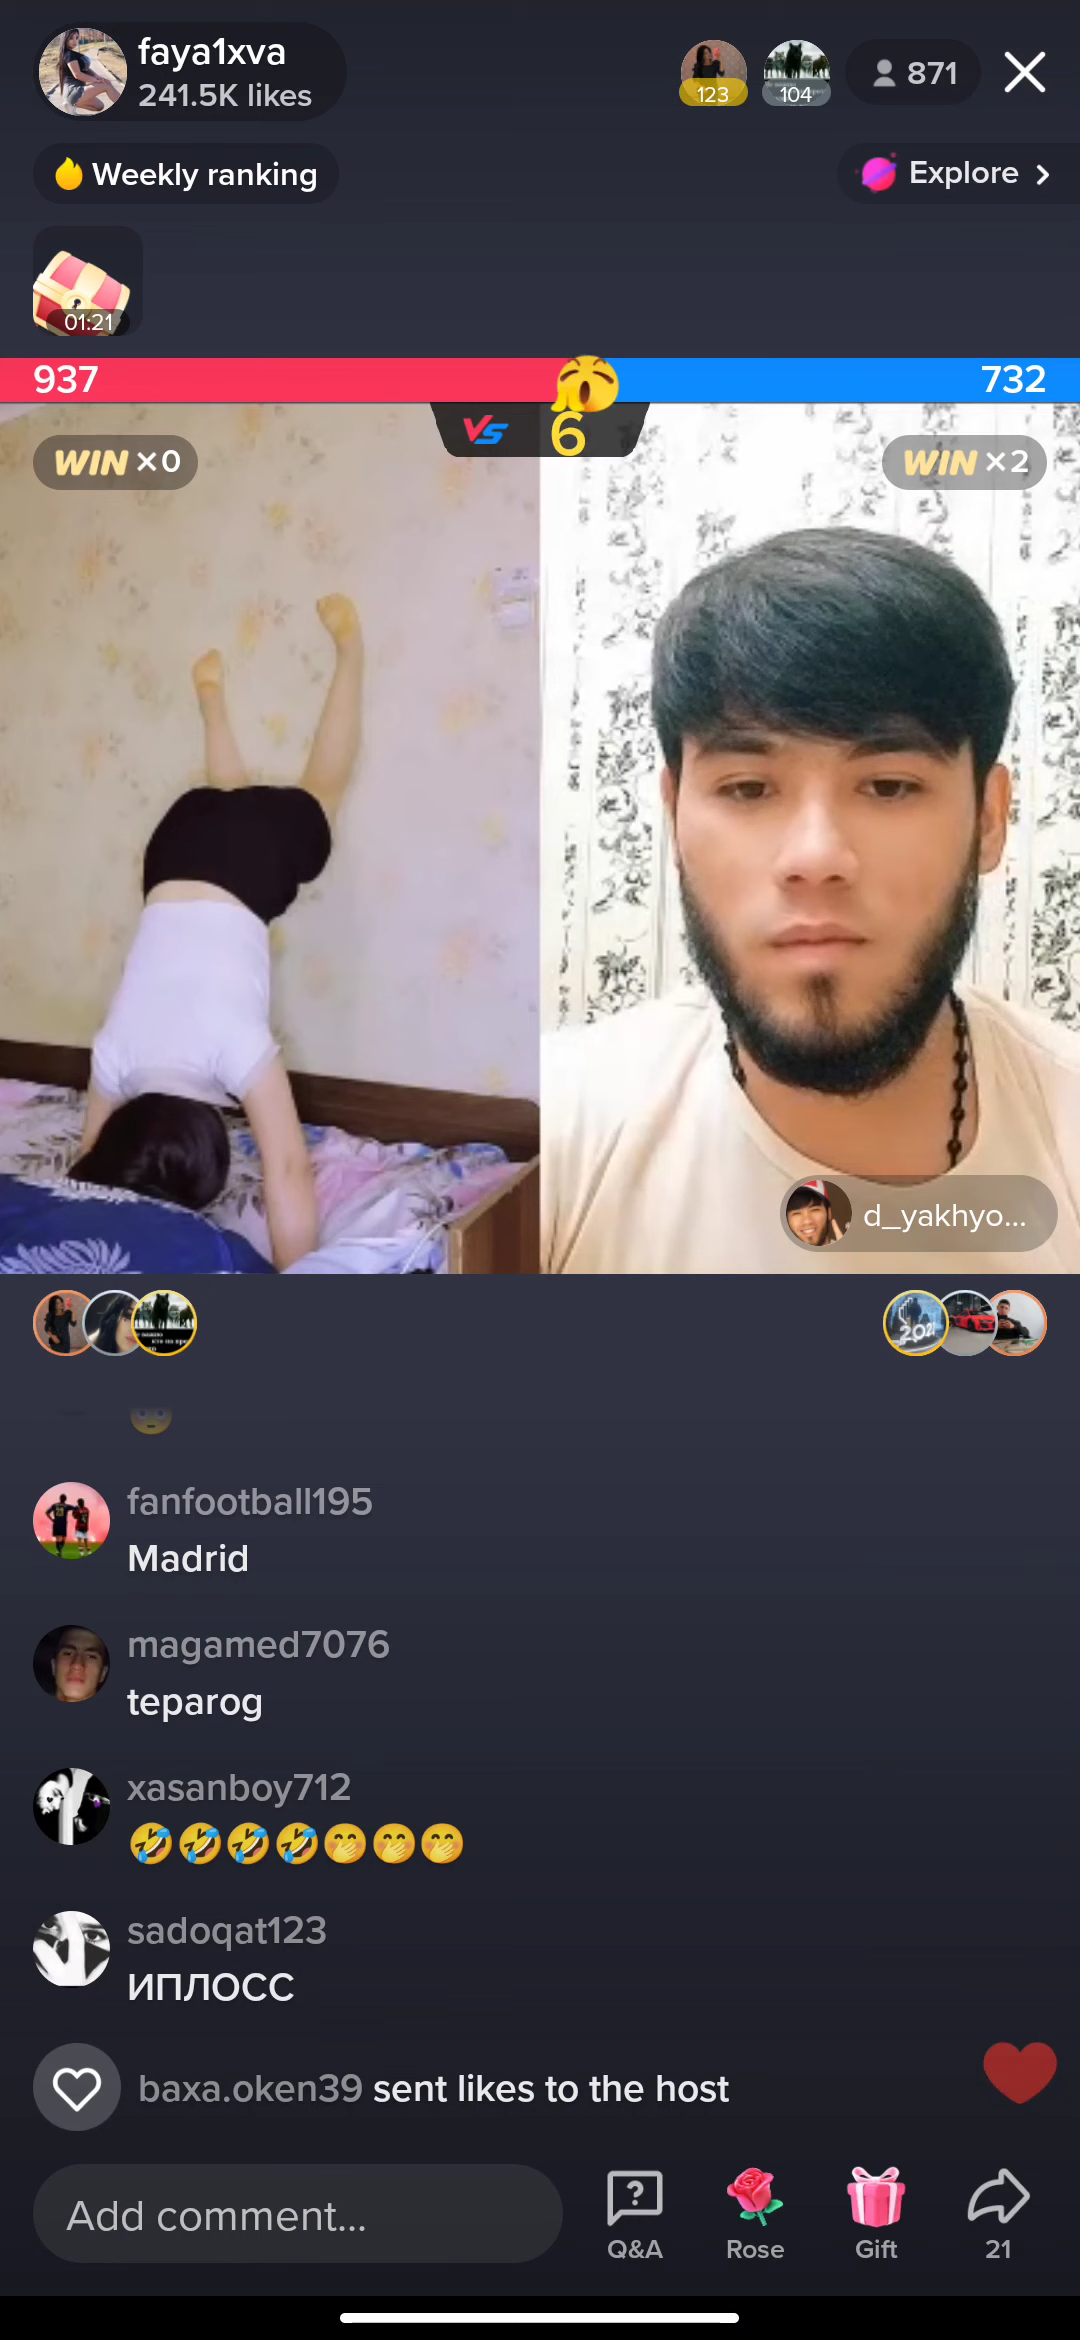 faya1xva
241.5K likes
123
104
871
Weekly ranking
Explore
01:21
937
732
VS
6
WIN ×0
WIN ×2
d_yakhyo...
2021
fanfootball195
Madrid
magamed7076
teparog
xasanboy712
🤣🤣🤣🤣🤭🤭🤭
sadoqat123
ИПЛОСС
baxa.oken39 sent likes to the host
Add comment...
Q&A
Rose
Gift
21